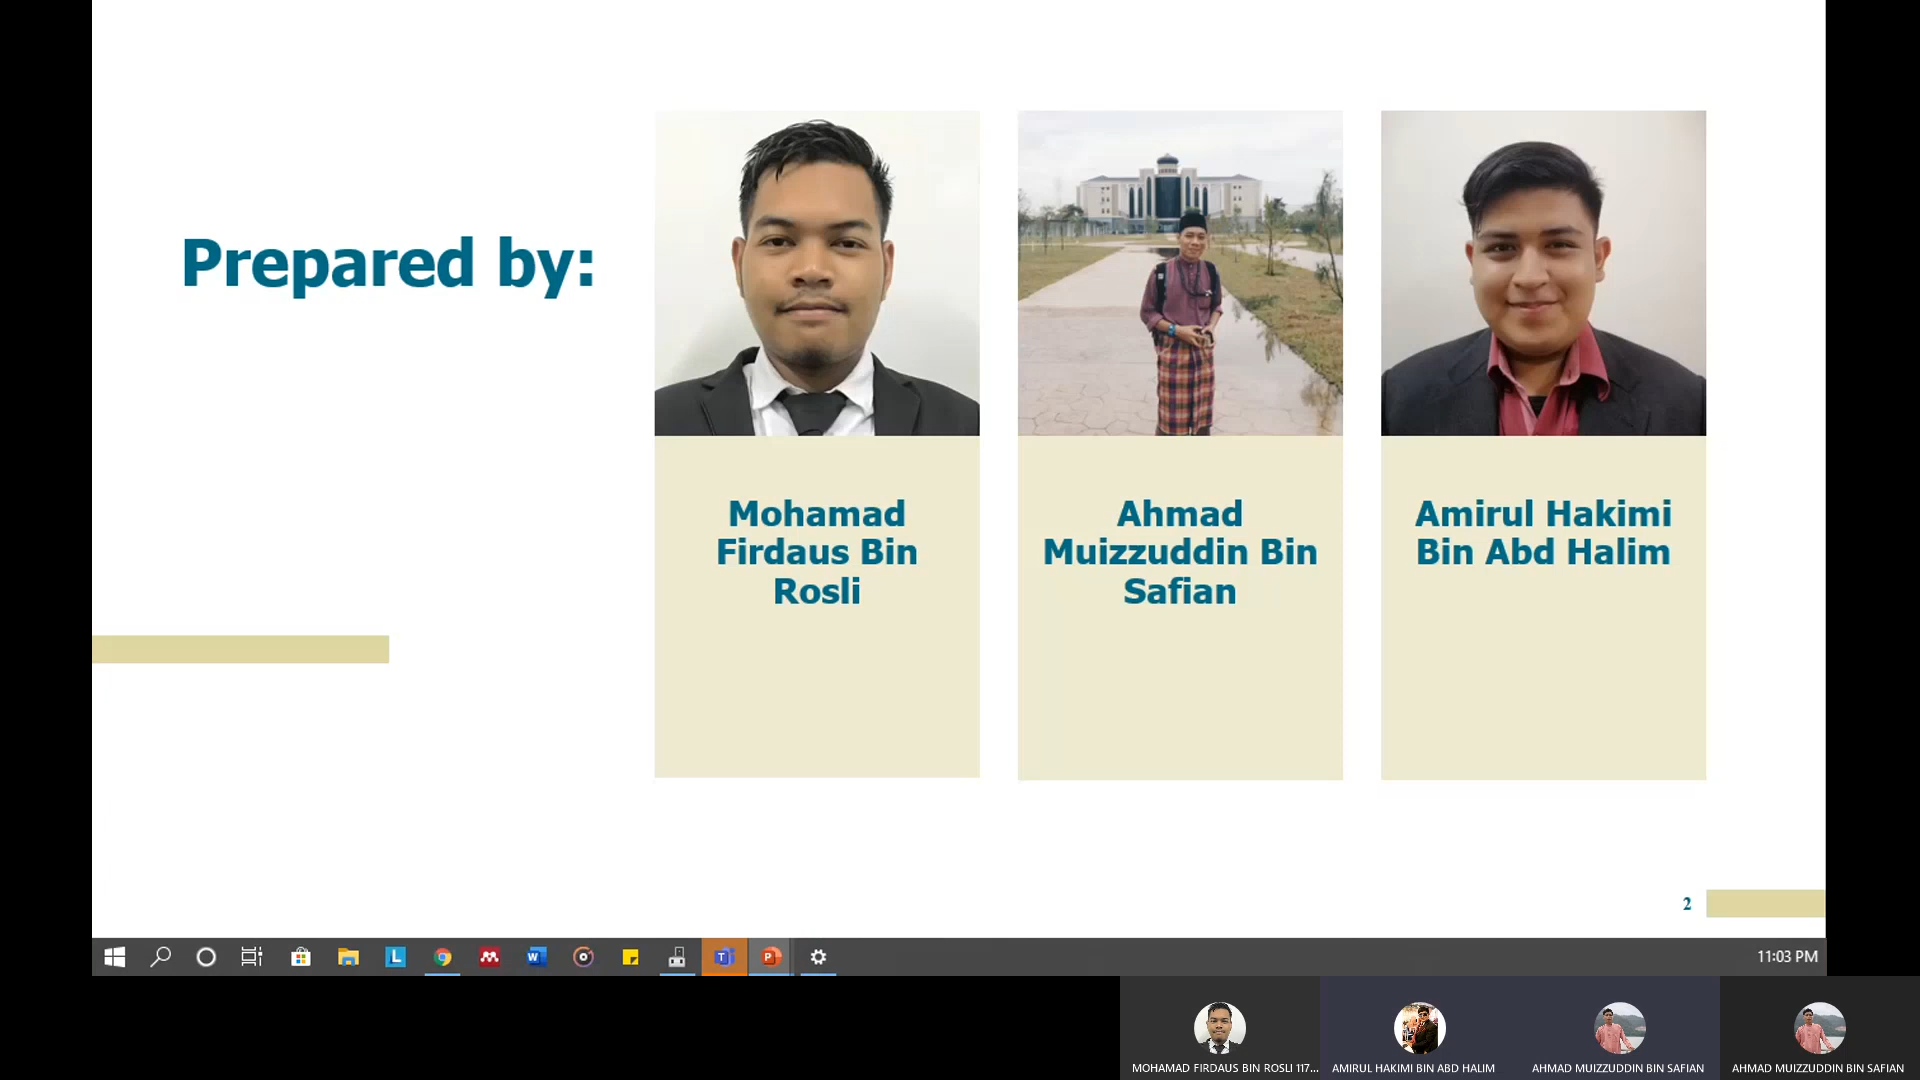 Prepared by:
Mohamad
Firdaus Bin
Rosli
Ahmad
Muizzuddin Bin
Safian
Amirul Hakimi
Bin Abd Halim
2
11:03 PM
MOHAMAD FIRDAUS BIN ROSLI 117...
AMIRUL HAKIMI BIN ABD HALIM
AHMAD MUIZZUDDIN BIN SAFIAN
AHMAD MUIZZUDDIN BIN SAFIAN